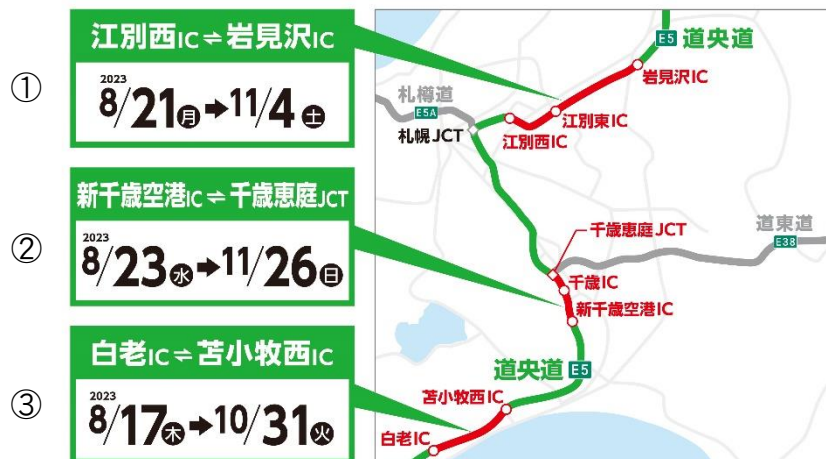 ①
江別西IC⇌岩見沢IC
2023
8/21月➔11/4土
②
新千歳空港IC⇌千歳恵庭JCT
2023
8/23水➔11/26日
③
白老IC⇌苫小牧西IC
2023
8/17木➔10/31火
E5 道央道
岩見沢IC
札樽道
E5A
江別東IC
札幌JCT
江別西IC
道東道
E38
千歳恵庭JCT
千歳IC
新千歳空港IC
道央道 E5
苫小牧西IC
白老IC